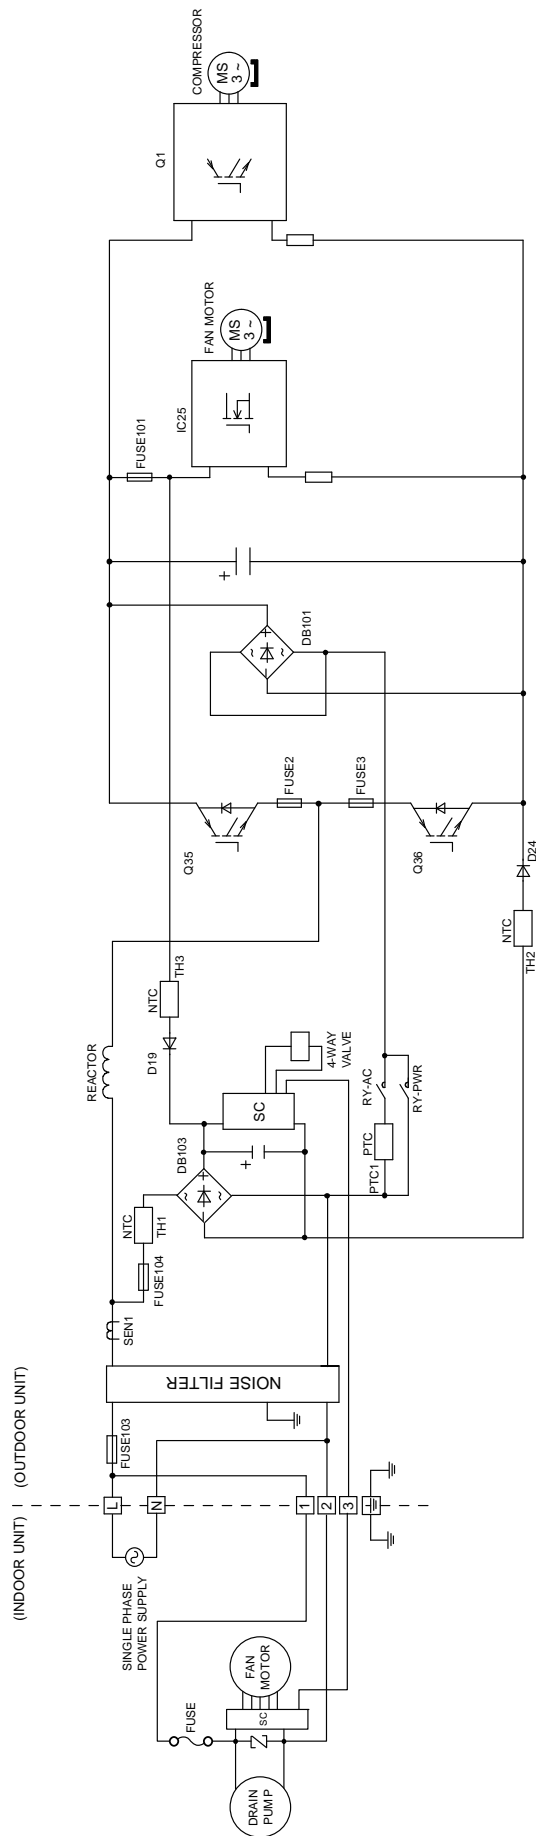 (INDOOR UNIT)
(OUTDOOR UNIT)
SINGLE PHASE
POWER SUPPLY
FUSE
DRAIN
PUMP
SC
FAN
MOTOR
L
N
1
2
3
FUSE103
NOISE FILTER
SEN1
FUSE104
NTC
TH1
DB103
~
~
+
REACTOR
D19
NTC
TH3
SC
4-WAY
VALVE
PTC1
PTC
RY-AC
RY-PWR
NTC
TH2
D24
Q35
FUSE2
FUSE3
Q36
DB101
~
~
+
−
+
FUSE101
IC25
FAN MOTOR
MS
3 ~
Q1
COMPRESSOR
MS
3 ~